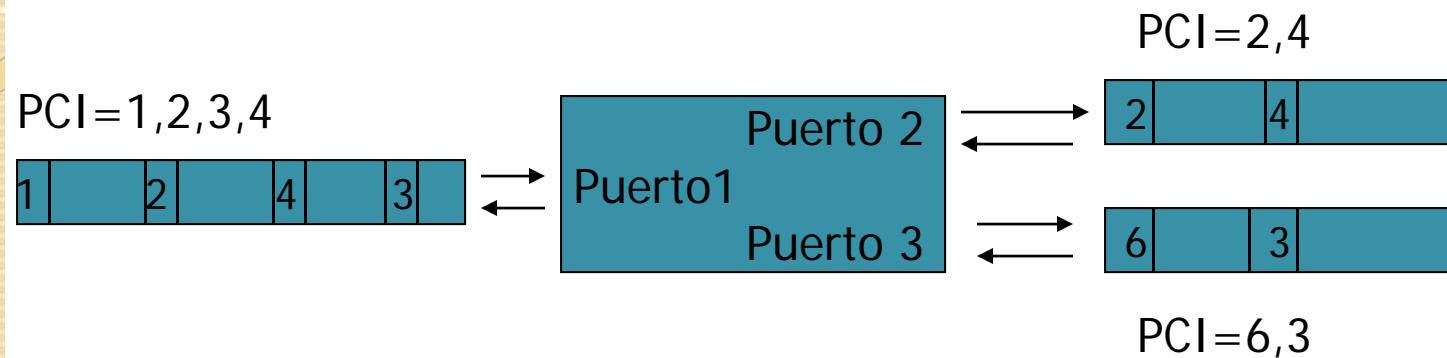 PCI=2,4
PCI=1,2,3,4
2 4
Puerto 2
1 2 4 3
Puerto1
Puerto 3
6 3
PCI=6,3